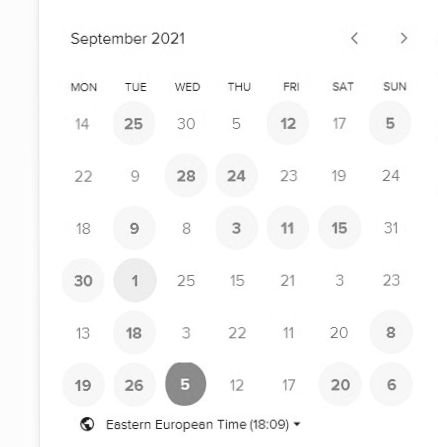 September 2021 < >
MON TUE WED THU FRI SAT SUN
14 25 30 5 12 17 5
22 9 28 24 23 19 24
18 9 8 3 11 15 31
30 1 25 15 21 3 23
13 18 3 22 11 20 8
19 26 5 12 17 20 6
Eastern European Time (18:09)